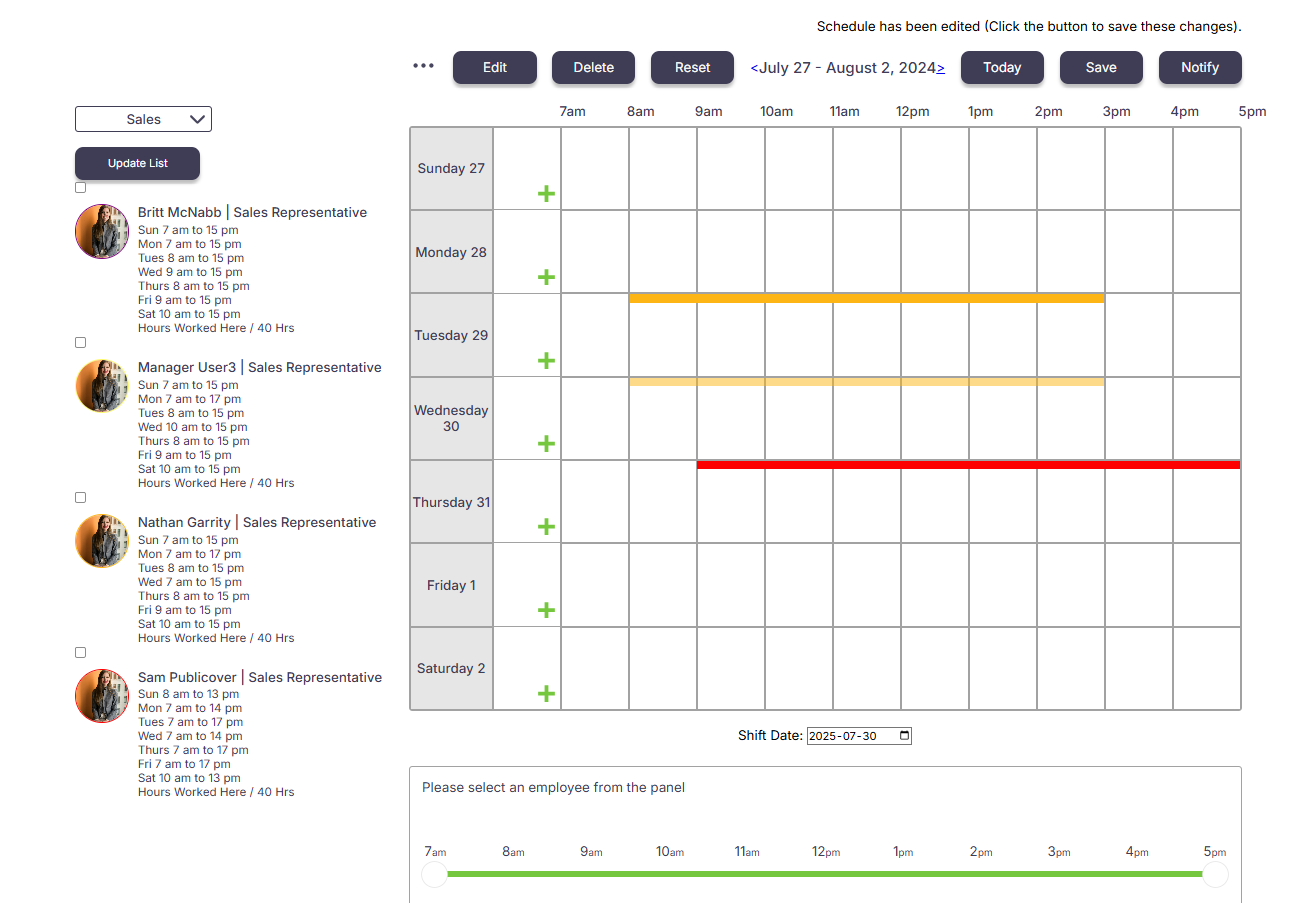 Schedule has been edited (Click the button to save these changes).
••• Edit Delete Reset <July 27 - August 2, 2024> Today Save Notify
Sales
7am 8am 9am 10am 11am 12pm 1pm 2pm 3pm 4pm 5pm
Update List
Britt McNabb | Sales Representative
Sun 7 am to 15 pm
Mon 7 am to 15 pm
Tues 8 am to 15 pm
Wed 9 am to 15 pm
Thurs 8 am to 15 pm
Fri 9 am to 15 pm
Sat 10 am to 15 pm
Hours Worked Here / 40 Hrs
Manager User3 | Sales Representative
Sun 7 am to 15 pm
Mon 7 am to 17 pm
Tues 8 am to 15 pm
Wed 10 am to 15 pm
Thurs 8 am to 15 pm
Fri 9 am to 15 pm
Sat 10 am to 15 pm
Hours Worked Here / 40 Hrs
Nathan Garrity | Sales Representative
Sun 7 am to 15 pm
Mon 7 am to 17 pm
Tues 8 am to 15 pm
Wed 7 am to 15 pm
Thurs 8 am to 15 pm
Fri 9 am to 15 pm
Sat 10 am to 15 pm
Hours Worked Here / 40 Hrs
Sam Publicover | Sales Representative
Sun 8 am to 13 pm
Mon 7 am to 14 pm
Tues 7 am to 17 pm
Wed 7 am to 14 pm
Thurs 7 am to 17 pm
Fri 7 am to 17 pm
Sat 10 am to 13 pm
Hours Worked Here / 40 Hrs
Sunday 27 +
Monday 28 +
Tuesday 29 +
Wednesday
30 +
Thursday 31 +
Friday 1 +
Saturday 2 +
Shift Date: 2025-07-30
Please select an employee from the panel
7am 8am 9am 10am 11am 12pm 1pm 2pm 3pm 4pm 5pm